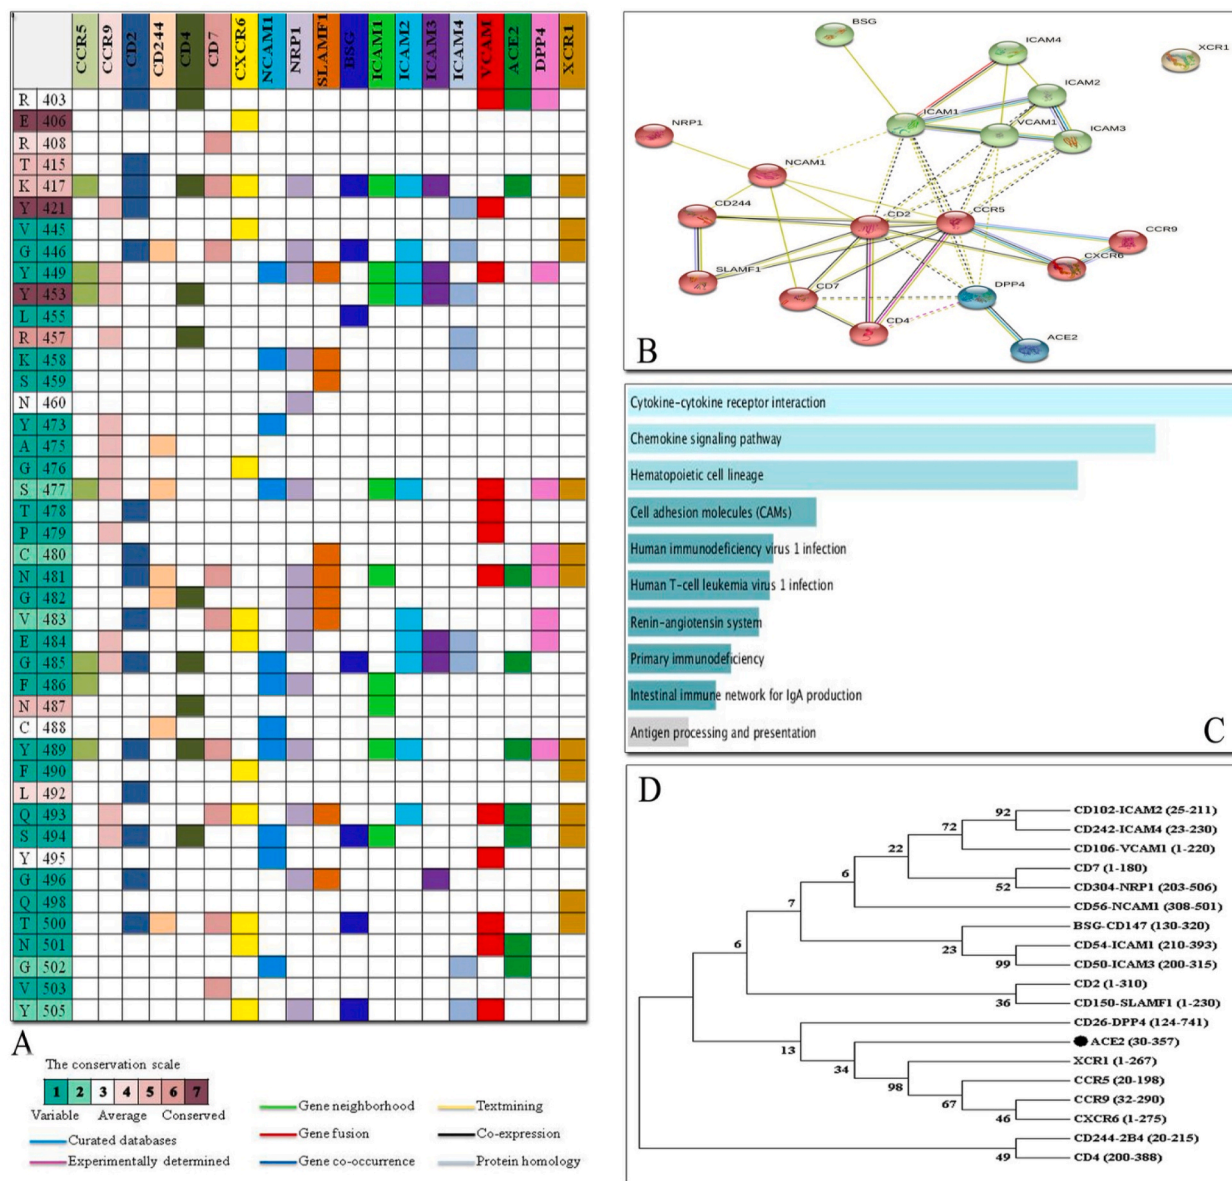 CCR5 CCR9 CD2 CD244 CD4 CD7 CXCR6 NCAM1 NRP1 SLAMF1 BSG ICAM1 ICAM2 ICAM3 ICAM4 VCAM ACE2 DPP4 XCR1
R 403
E 406
R 408
T 415
K 417
Y 421
V 445
G 446
Y 449
Y 453
L 455
R 457
K 458
S 459
N 460
Y 473
A 475
G 476
S 477
T 478
P 479
C 480
N 481
G 482
V 483
E 484
G 485
F 486
N 487
C 488
Y 489
F 490
L 492
Q 493
S 494
Y 495
G 496
Q 498
T 500
N 501
G 502
V 503
Y 505
A
The conservation scale
1 2 3 4 5 6 7
Variable Average Conserved
Curated databases
Experimentally determined
Gene neighborhood
Gene fusion
Gene co-occurrence
Textmining
Co-expression
Protein homology
BSG
ICAM4
XCR1
ICAM2
ICAM1
VCAM1
ICAM3
NRP1
NCAM1
CD244
CD2
CCR5
CCR9
SLAMF1
CXCR6
CD7
DPP4
CD4
ACE2
B
Cytokine-cytokine receptor interaction
Chemokine signaling pathway
Hematopoietic cell lineage
Cell adhesion molecules (CAMs)
Human immunodeficiency virus 1 infection
Human T-cell leukemia virus 1 infection
Renin-angiotensin system
Primary immunodeficiency
Intestinal immune network for IgA production
Antigen processing and presentation
C
D
92
72
22
6
52
7
23
99
6
36
13
34
98
67
46
49
CD102-ICAM2 (25-211)
CD242-ICAM4 (23-230)
CD106-VCAM1 (1-220)
CD7 (1-180)
CD304-NRP1 (203-506)
CD56-NCAM1 (308-501)
BSG-CD147 (130-320)
CD54-ICAM1 (210-393)
CD50-ICAM3 (200-315)
CD2 (1-310)
CD150-SLAMF1 (1-230)
CD26-DPP4 (124-741)
ACE2 (30-357)
XCR1 (1-267)
CCR5 (20-198)
CCR9 (32-290)
CXCR6 (1-275)
CD244-2B4 (20-215)
CD4 (200-388)